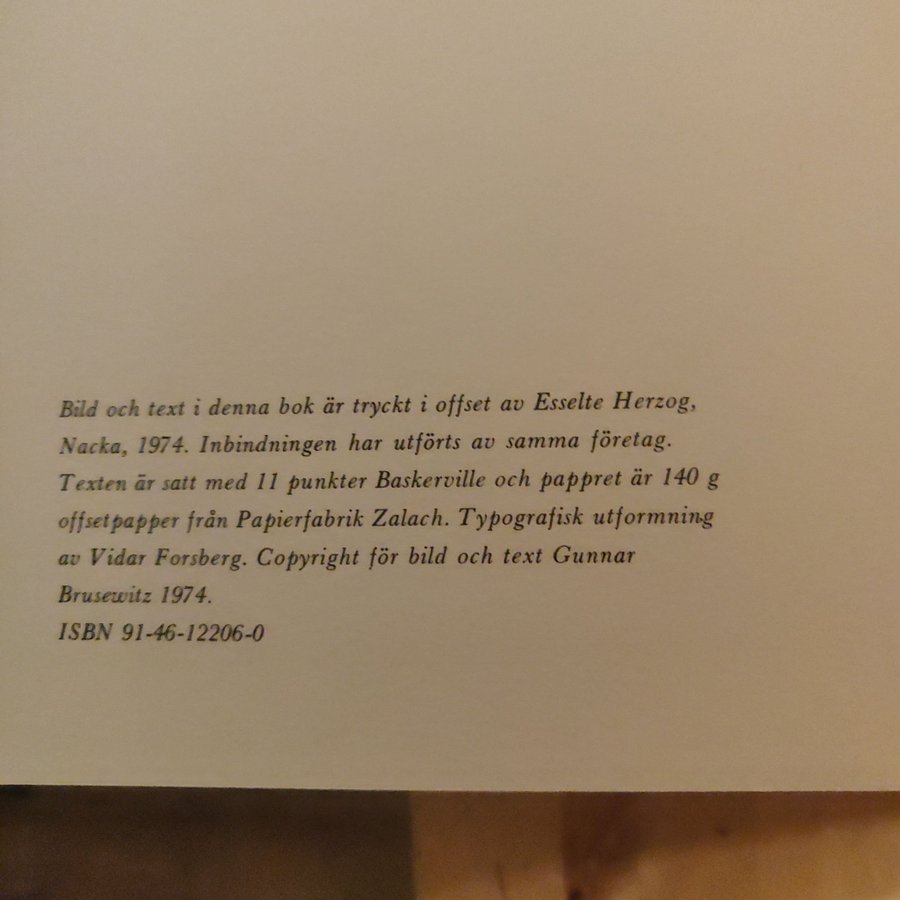 Bild och text i denna bok är tryckt i offset av Esselte Herzog,
Nacka, 1974. Inbindningen har utförts av samma företag.
Texten är satt med 11 punkter Baskerville och pappret är 140 g
offsetpapper från Papierfabrik Zalach. Typografisk utformning
av Vidar Forsberg. Copyright för bild och text Gunnar
Brusewitz 1974.
ISBN 91-46-12206-0